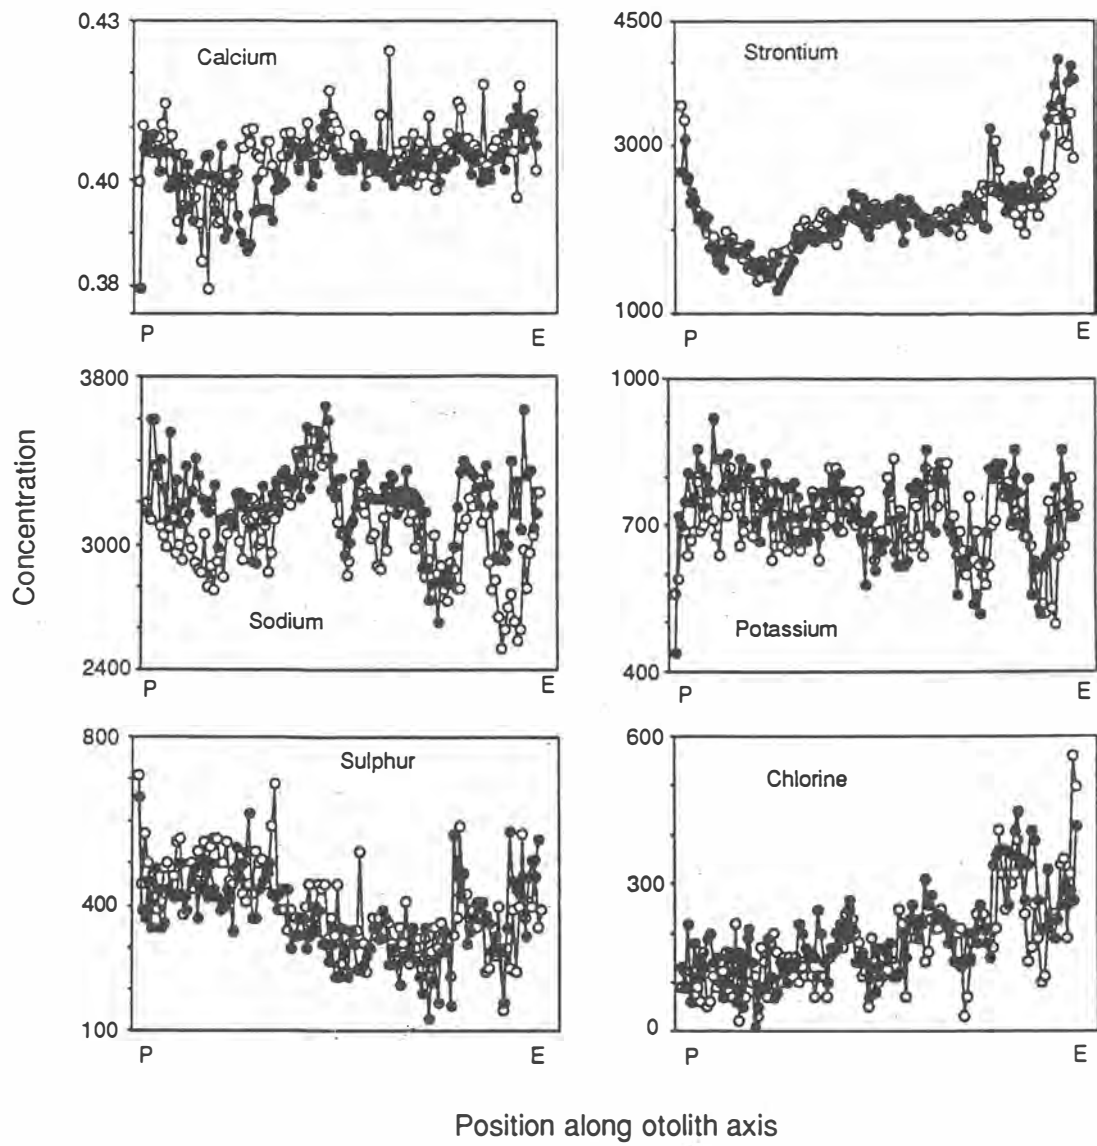 0.43
0.40
0.38
Calcium
P
E
4500
3000
1000
Strontium
P
E
3800
3000
2400
Sodium
P
E
1000
700
400
Potassium
P
E
800
400
100
Sulphur
P
E
600
300
0
Chlorine
P
E
Concentration
Position along otolith axis